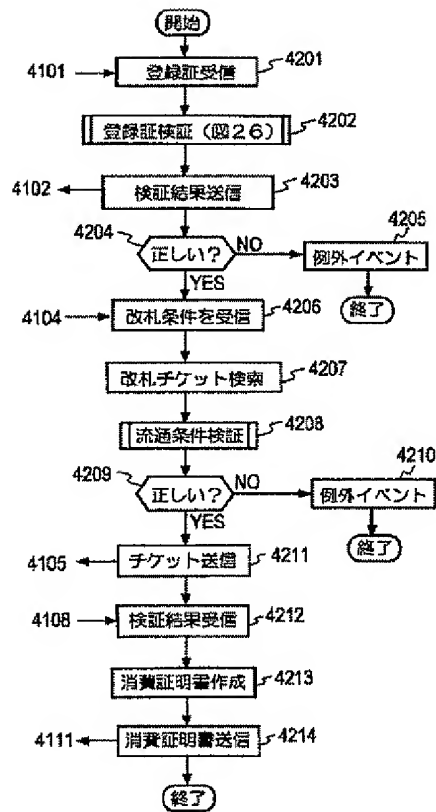 開始
4101 登録証受信 4201
登録証検証 (図26) 4202
4102 検証結果送信 4203
4204 正しい? NO 例外イベント 4205
YES 終了
4104 改札条件を受信 4206
改札チケット検索 4207
流通条件検証 4208
4209 正しい? NO 例外イベント 4210
YES 終了
4105 チケット送信 4211
4108 検証結果受信 4212
消費証明書作成 4213
4111 消費証明書送信 4214
終了